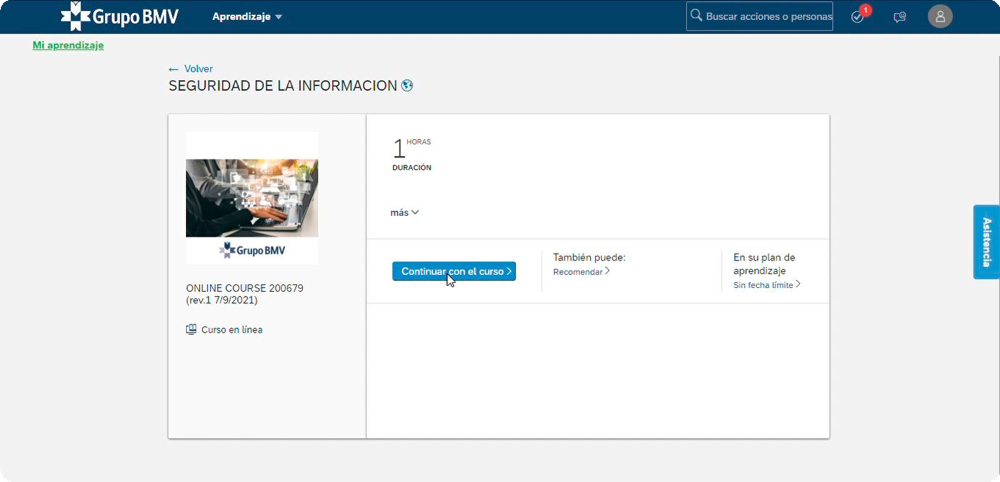 Grupo BMV
Aprendizaje
Buscar acciones o personas
1
Mi aprendizaje
← Volver
SEGURIDAD DE LA INFORMACION
1 HORAS
DURACIÓN
más
Grupo BMV
Continuar con el curso
También puede:
Recomendar
En su plan de
aprendizaje
Sin fecha límite
ONLINE COURSE 200679
(rev.1 7/9/2021)
Curso en línea
Asistencia